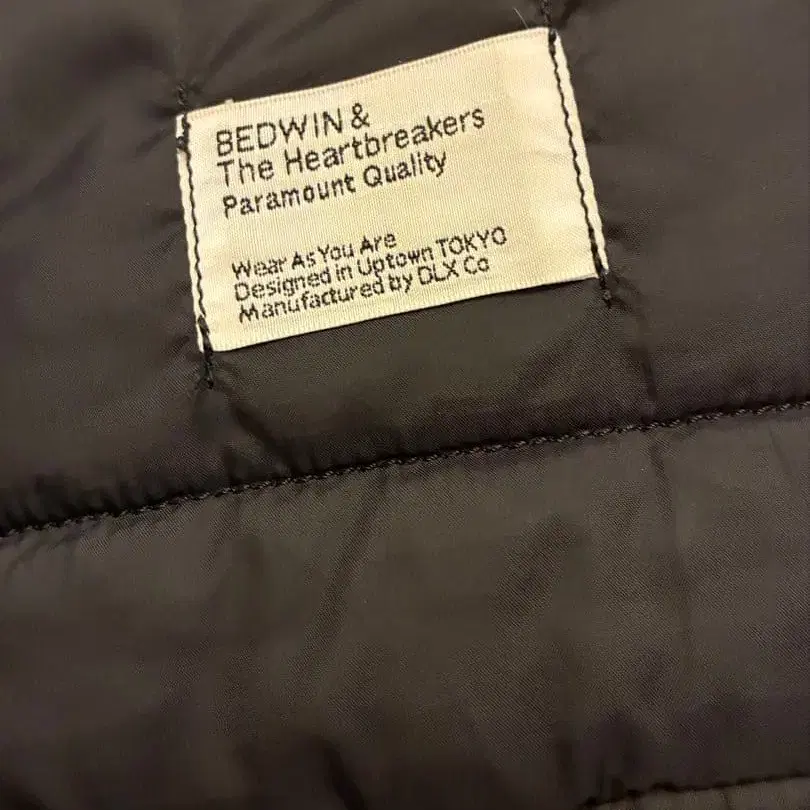 BEDWIN &
The Heartbreakers
Paramount Quality
Wear As You Are
Designed in Uptown TOKYO
Manufactured by DLX Co